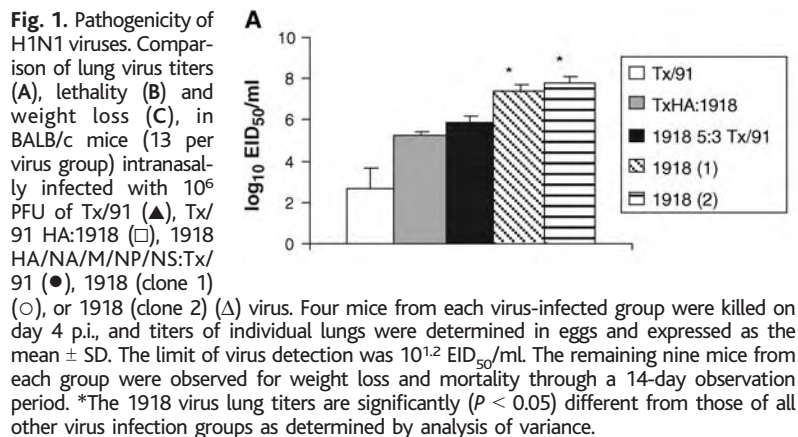 Fig. 1. Pathogenicity of
H1N1 viruses. Compar-
ison of lung virus titers
(A), lethality (B) and
weight loss (C), in
BALB/c mice (13 per
virus group) intranasal-
ly infected with 10⁶
PFU of Tx/91 (▲), Tx/
91 HA:1918 (□), 1918
HA/NA/M/NP/NS:Tx/
91 (●), 1918 (clone 1)
(○), or 1918 (clone 2) (Δ) virus. Four mice from each virus-infected group were killed on
day 4 p.i., and titers of individual lungs were determined in eggs and expressed as the
mean ± SD. The limit of virus detection was 10¹·² EID₅₀/ml. The remaining nine mice from
each group were observed for weight loss and mortality through a 14-day observation
period. *The 1918 virus lung titers are significantly (P < 0.05) different from those of all
other virus infection groups as determined by analysis of variance.
A
log₁₀ EID₅₀/ml
10
8
6
4
2
0
* *
Tx/91
TxHA:1918
1918 5:3 Tx/91
1918 (1)
1918 (2)